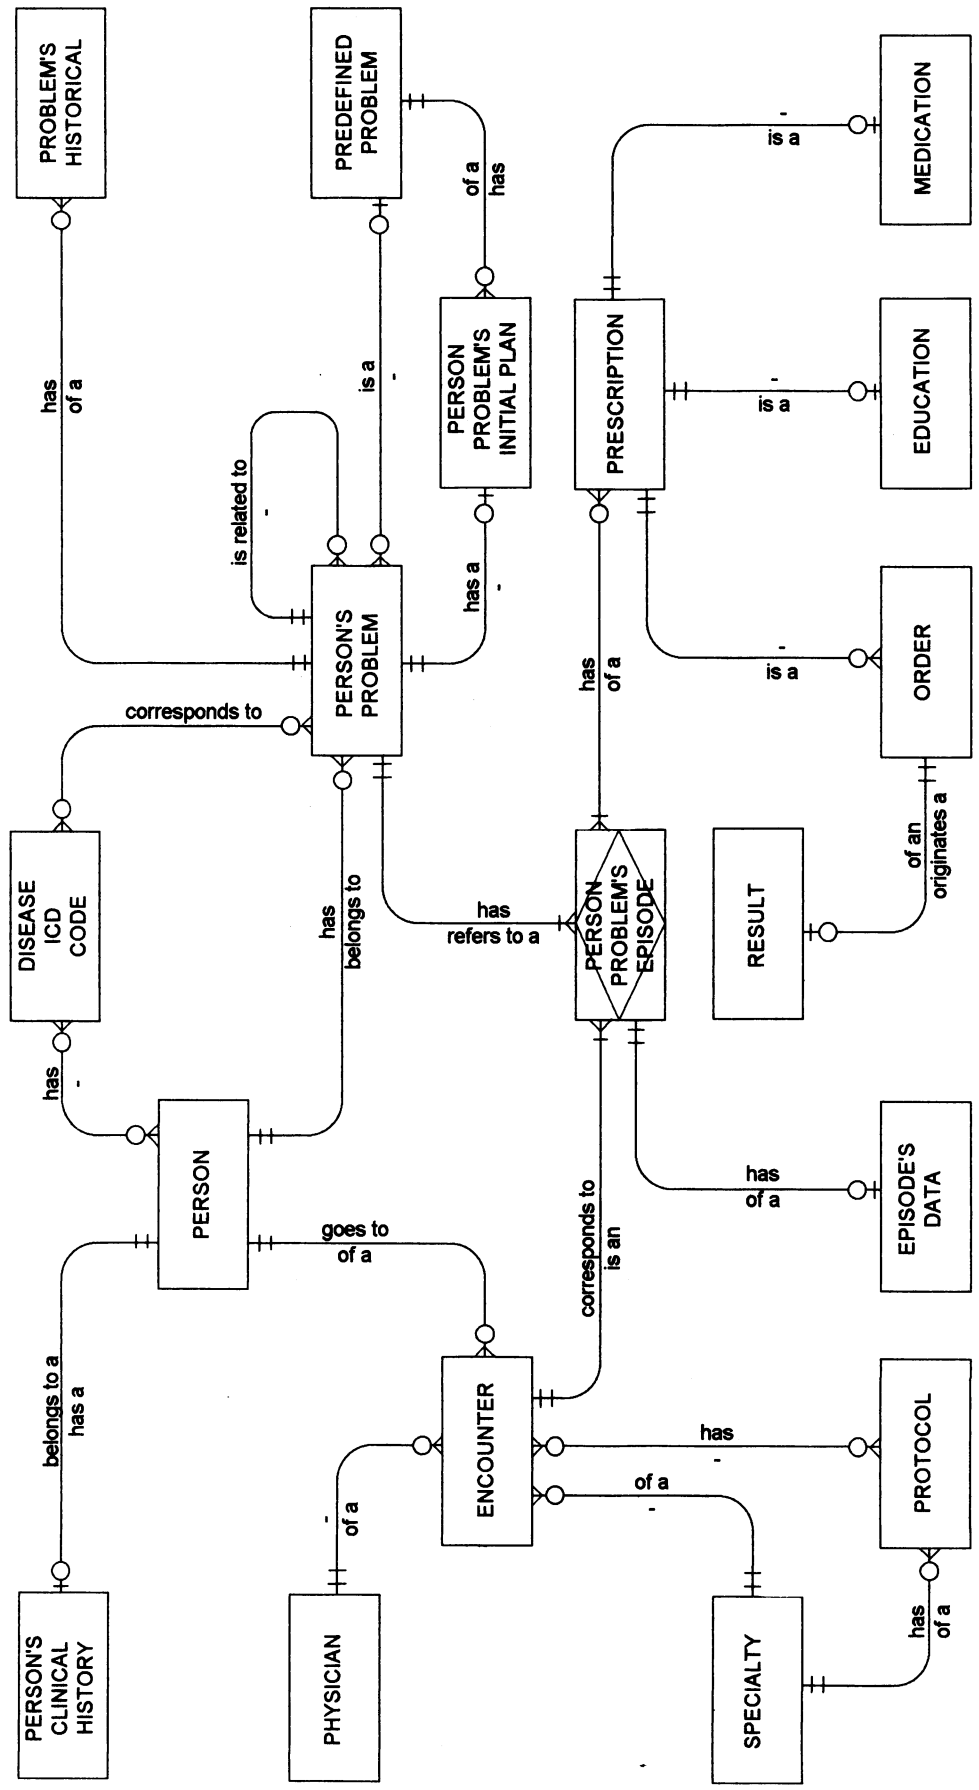 PERSON'S
CLINICAL
HISTORY
belongs to a
has a
PERSON
has
-
DISEASE
ICD
CODE
corresponds to
has
of a
PROBLEM'S
HISTORICAL
PHYSICIAN
-
of a
goes to
of a
has
belongs to
PERSON'S
PROBLEM
is related to
-
is a
-
PREDEFINED
PROBLEM
ENCOUNTER
has a
-
PERSON
PROBLEM'S
INITIAL PLAN
of a
has
corresponds to
is an
has
refers to a
PERSON
PROBLEM'S
EPISODE
has
of a
PRESCRIPTION
SPECIALTY
of a
-
has
-
has
of a
RESULT
of an
originates a
-
is a
-
is a
-
is a
has
of a
PROTOCOL
EPISODE'S
DATA
ORDER
EDUCATION
MEDICATION